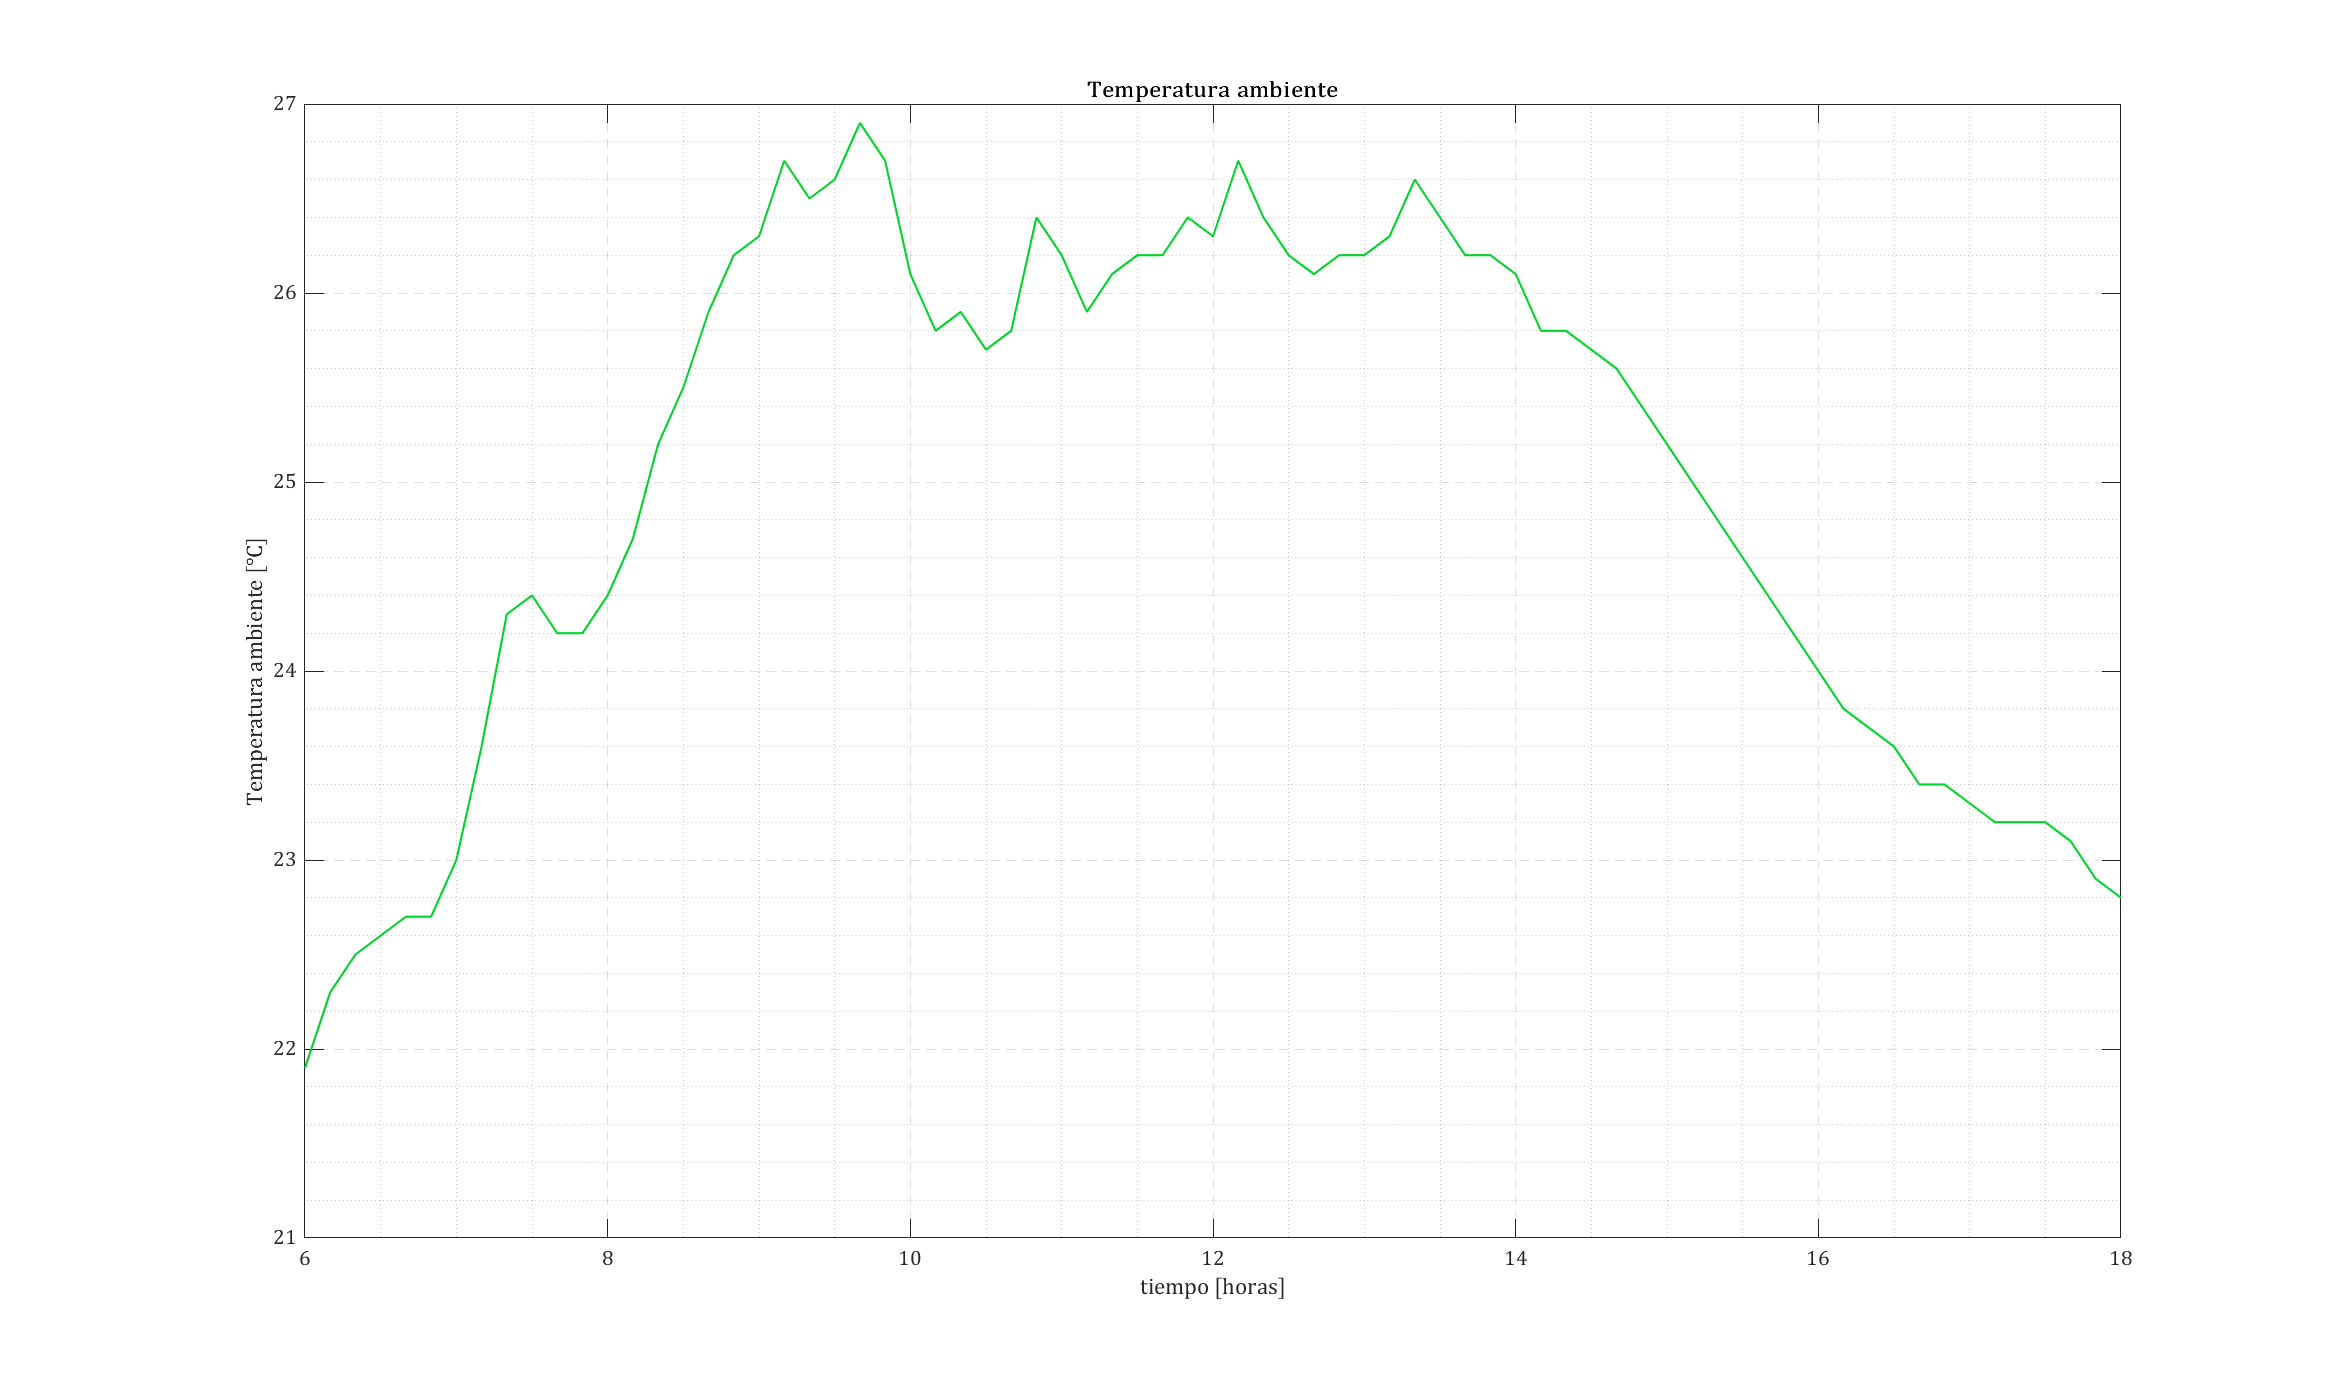 Temperatura ambiente
27
26
25
24
23
22
21
Temperatura ambiente [°C]
6 8 10 12 14 16 18
tiempo [horas]